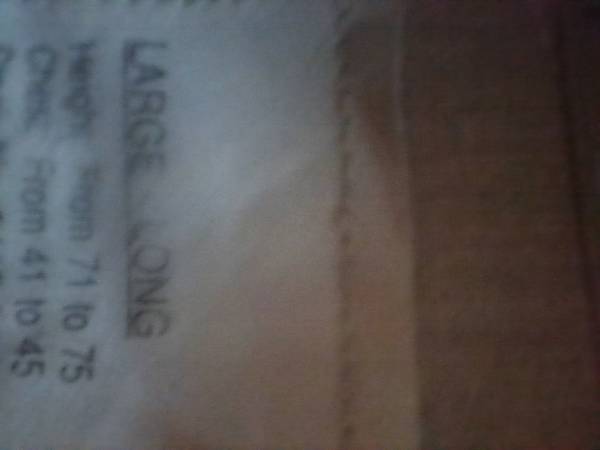 LARGE - LONG
Height From 71 to 75
Chest From 41 to 45